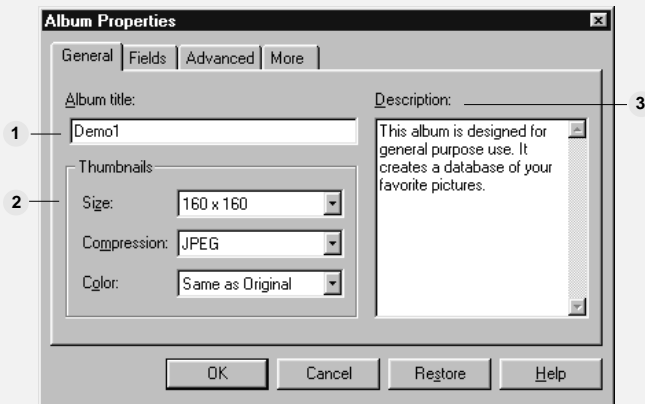 Album Properties
General Fields Advanced More
Album title:
Demo1
Thumbnails
Size: 160 x 160
Compression: JPEG
Color: Same as Original
Description:
This album is designed for
general purpose use. It
creates a database of your
favorite pictures.
OK Cancel Restore Help
1
2
3